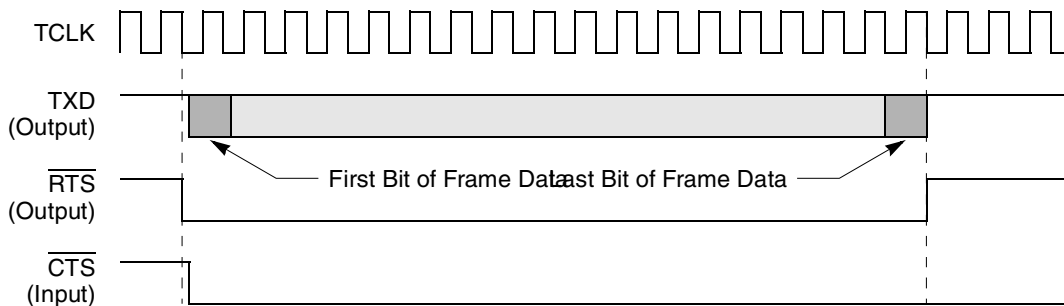 TCLK
TXD
(Output)
First Bit of Frame Data
Last Bit of Frame Data
RTS
(Output)
CTS
(Input)